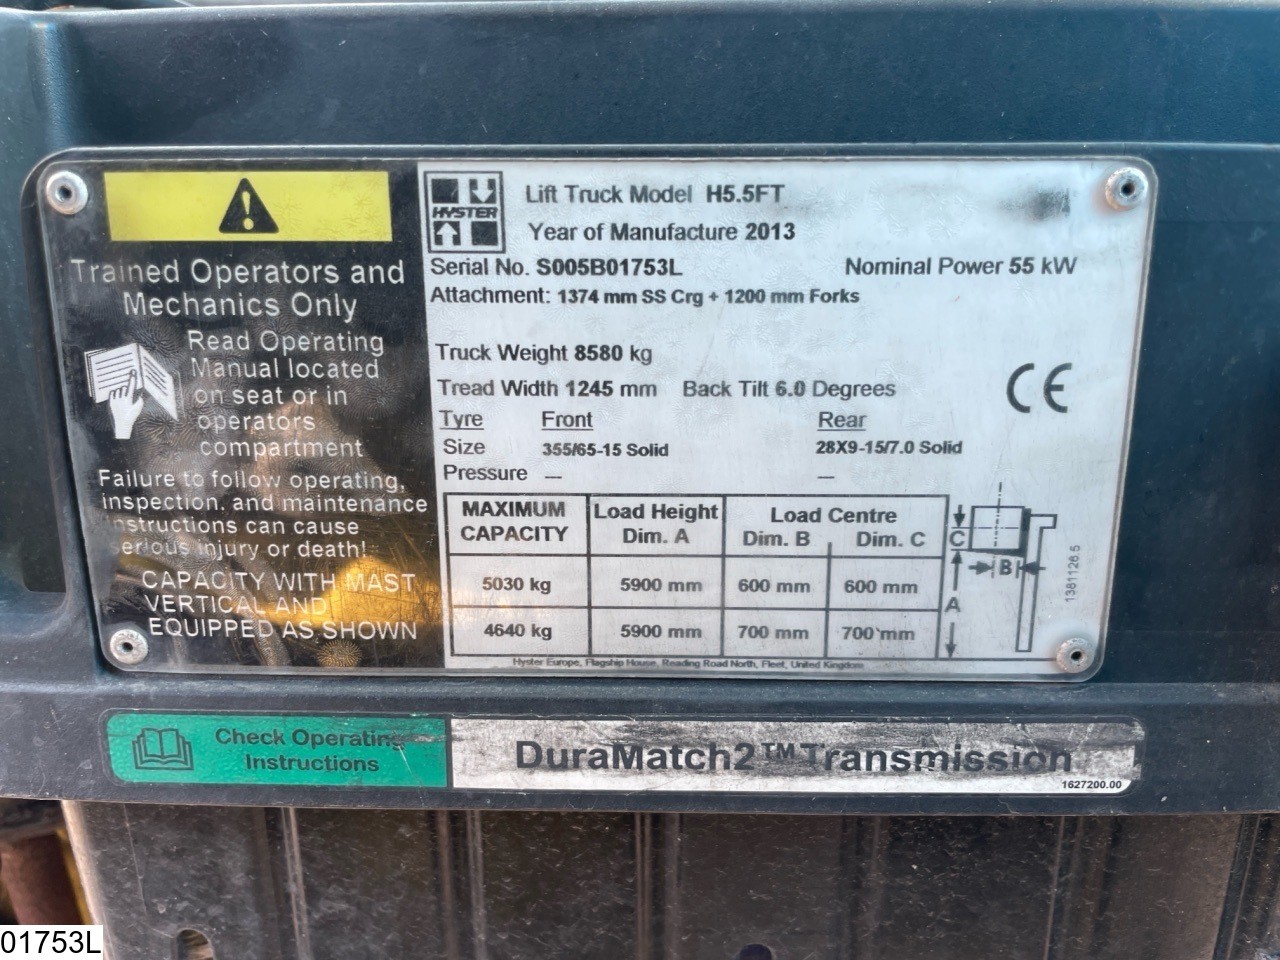 Trained Operators and
Mechanics Only
Read Operating
Manual located
on seat or in
operators
compartment
Failure to follow operating,
inspection, and maintenance
instructions can cause
serious injury or death!
CAPACITY WITH MAST
VERTICAL AND
EQUIPPED AS SHOWN
HYSTER
Lift Truck Model H5.5FT
Year of Manufacture 2013
Serial No. S005B01753L Nominal Power 55 kW
Attachment: 1374 mm SS Crg + 1200 mm Forks
Truck Weight 8580 kg
Tread Width 1245 mm Back Tilt 6.0 Degrees
CE
Tyre Front Rear
Size 355/65-15 Solid 28X9-15/7.0 Solid
Pressure — —
MAXIMUM CAPACITY Load Height Dim. A Load Centre Dim. B Dim. C
5030 kg 5900 mm 600 mm 600 mm
4640 kg 5900 mm 700 mm 700 mm
C
B
A
1381126.5
Hyster Europe, Flagship House, Reading Road North, Fleet, United Kingdom
Check Operating
Instructions
DuraMatch2™ Transmission
1627200.00
01753L